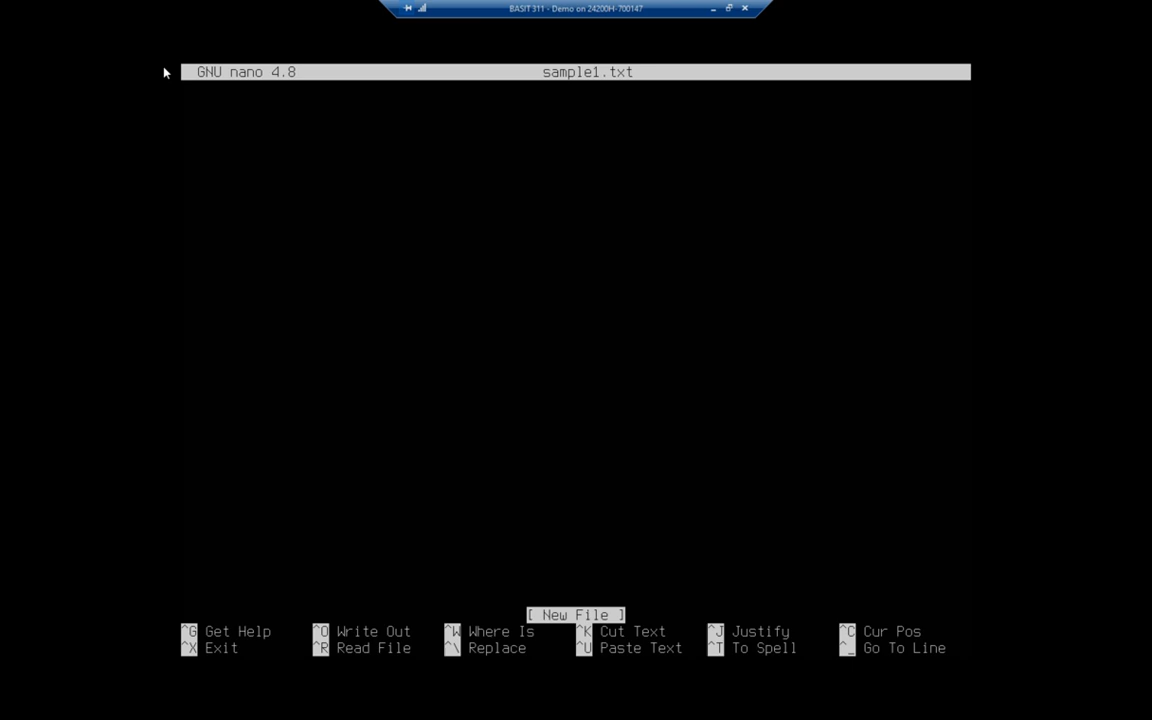 BASIT 311 - Demo on 24200H-700147
GNU nano 4.8 sample1.txt
[ New File ]
^G Get Help ^O Write Out ^W Where Is ^K Cut Text ^J Justify ^C Cur Pos
^X Exit ^R Read File ^\ Replace ^U Paste Text ^T To Spell ^_ Go To Line